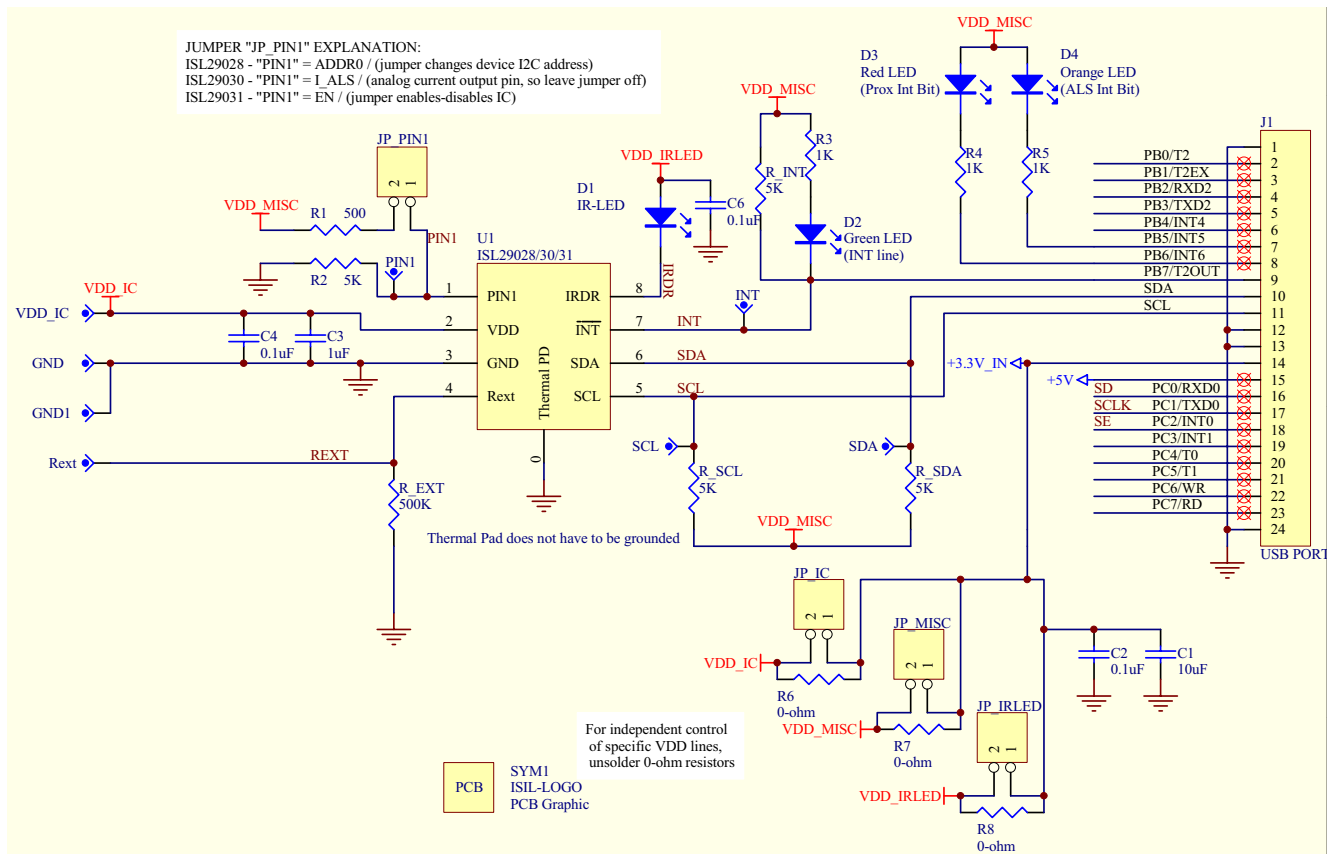 JUMPER "JP_PIN1" EXPLANATION:
ISL29028 - "PIN1" = ADDR0 / (jumper changes device I2C address)
ISL29030 - "PIN1" = I_ALS / (analog current output pin, so leave jumper off)
ISL29031 - "PIN1" = EN / (jumper enables-disables IC)
JP_PIN1
2
1
VDD_MISC
R1
500
PIN1
R2
5K
PIN1
VDD_IC
VDD_IC
C4
0.1uF
C3
1uF
GND
GND1
Rext
REXT
R_EXT
500K
U1
ISL29028/30/31
1
PIN1
2
VDD
3
GND
4
Rext
IRDR
8
INT
7
SDA
6
SCL
5
Thermal PD
0
Thermal Pad does not have to be grounded
VDD_IRLED
D1
IR-LED
C6
0.1uF
IRDR
INT
SDA
SCL
INT
VDD_MISC
R_INT
5K
R3
1K
D2
Green LED
(INT line)
VDD_MISC
D3
Red LED
(Prox Int Bit)
D4
Orange LED
(ALS Int Bit)
R4
1K
R5
1K
SCL
R_SCL
5K
SDA
R_SDA
5K
VDD_MISC
J1
1
PB0/T2
2
PB1/T2EX
3
PB2/RXD2
4
PB3/TXD2
5
PB4/INT4
6
PB5/INT5
7
PB6/INT6
8
PB7/T2OUT
9
SDA
10
SCL
11
12
13
+3.3V_IN
14
+5V
15
SD
PC0/RXD0
16
SCLK
PC1/TXD0
17
SE
PC2/INT0
18
PC3/INT1
19
PC4/T0
20
PC5/T1
21
PC6/WR
22
PC7/RD
23
24
USB PORT
JP_IC
2
1
VDD_IC
R6
0-ohm
JP_MISC
2
1
VDD_MISC
R7
0-ohm
JP_IRLED
2
1
VDD_IRLED
R8
0-ohm
C2
0.1uF
C1
10uF
For independent control
of specific VDD lines,
unsolder 0-ohm resistors
PCB
SYM1
ISIL-LOGO
PCB Graphic